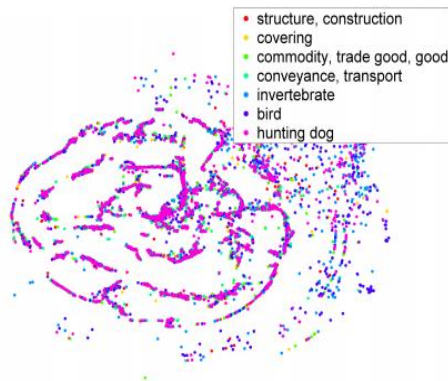 structure, construction
covering
commodity, trade good, good
conveyance, transport
invertebrate
bird
hunting dog